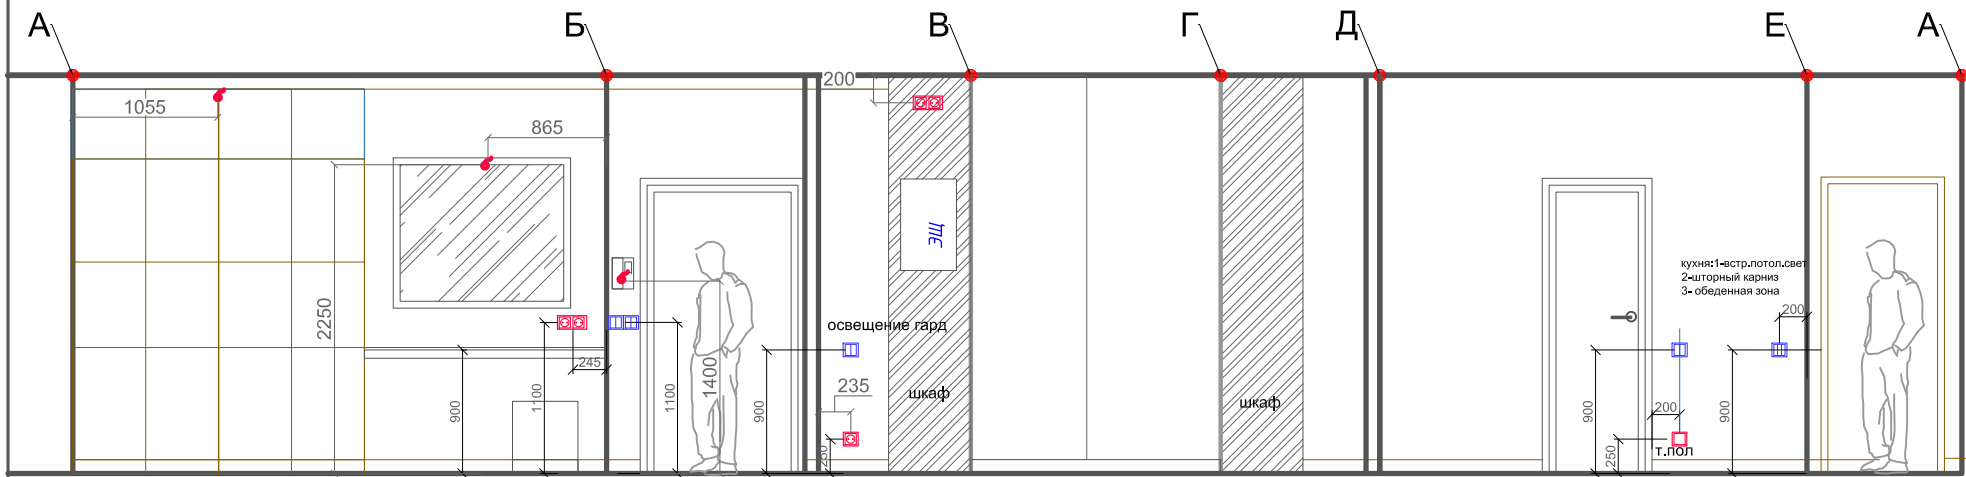 А
Б
В
Г
Д
Е
А
1055
865
200
2250
245
1100
900
1100
1400
900
освещение гард
235
250
шкаф
ЩЭ
шкаф
кухня:1-встр.потол.свет
2-шторный карниз
3- обеденная зона
200
900
200
900
250
т.пол